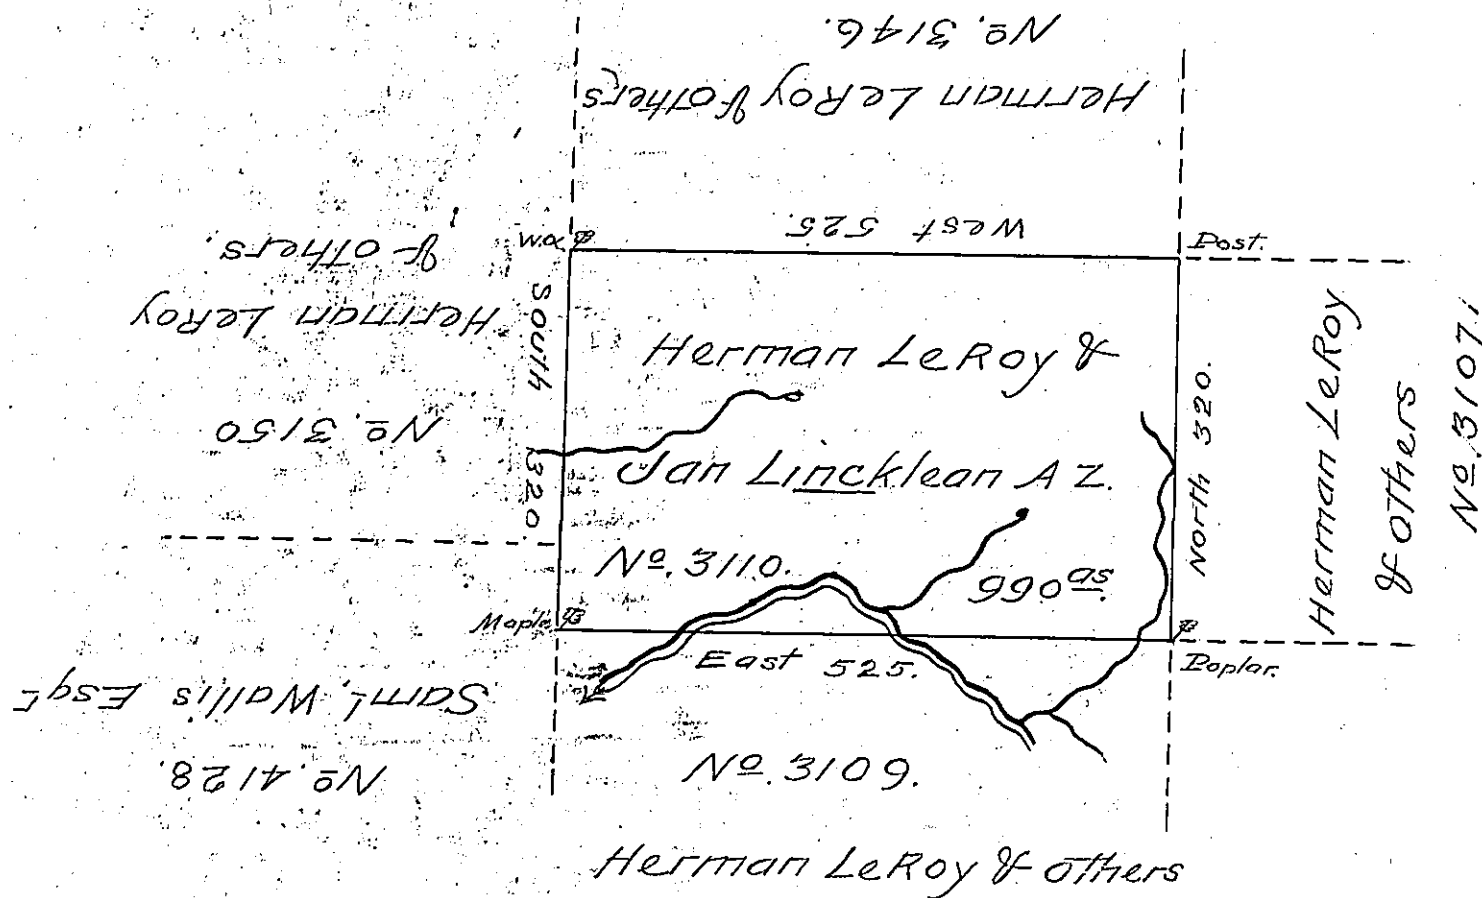 Nº. 3146.
Herman LeRoy & others
West 525.
W.O.
Post.
Herman LeRoy
& others.
Nº. 3150
South 320.
Herman LeRoy &
Jan Lincklean A Z.
Nº. 3110.
990 as.
North 320.
Herman LeRoy
& others
Nº. 3107
Maple
East 525.
Poplar.
Saml. Wallis Esqr
Nº. 4128.
Nº. 3109.
Herman LeRoy & others